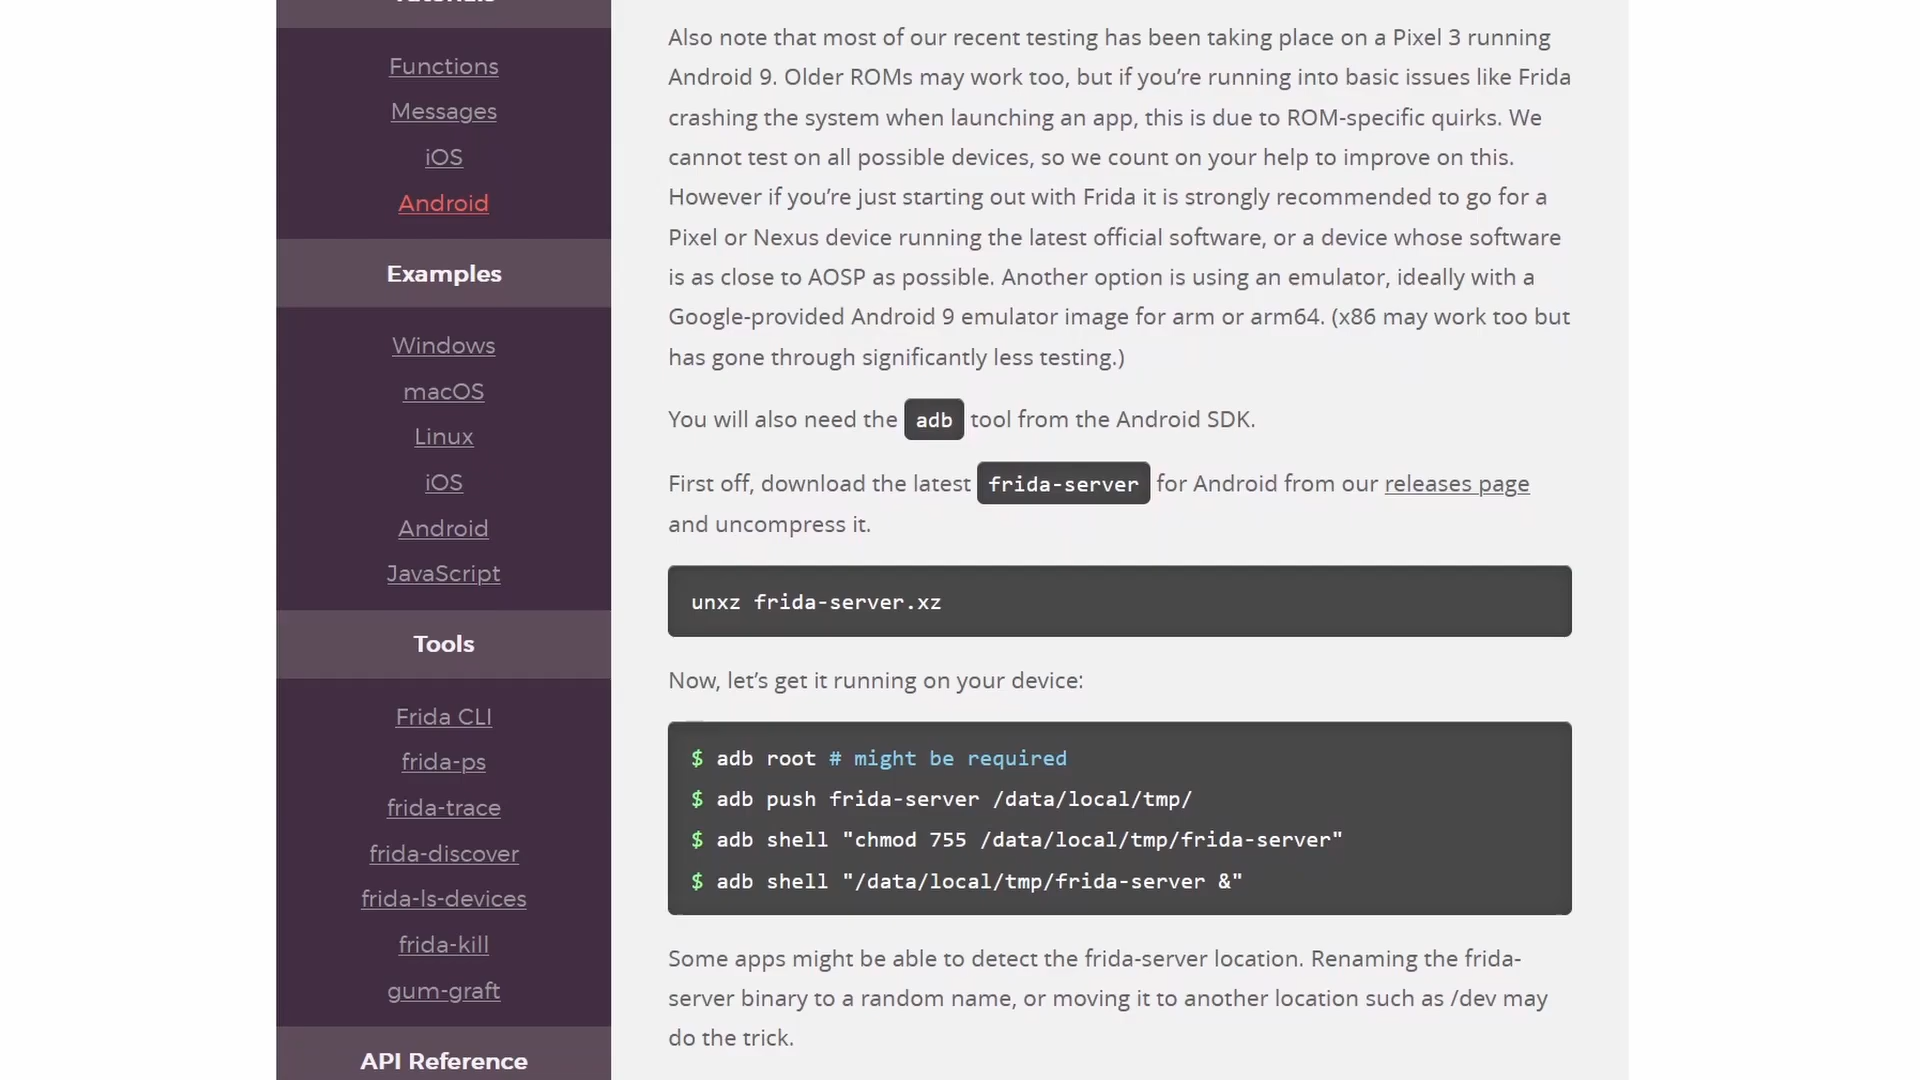 Functions
Messages
iOS
Android
Examples
Windows
macOS
Linux
iOS
Android
JavaScript
Tools
Frida CLI
frida-ps
frida-trace
frida-discover
frida-ls-devices
frida-kill
gum-graft
API Reference
Also note that most of our recent testing has been taking place on a Pixel 3 running
Android 9. Older ROMs may work too, but if you’re running into basic issues like Frida
crashing the system when launching an app, this is due to ROM-specific quirks. We
cannot test on all possible devices, so we count on your help to improve on this.
However if you’re just starting out with Frida it is strongly recommended to go for a
Pixel or Nexus device running the latest official software, or a device whose software
is as close to AOSP as possible. Another option is using an emulator, ideally with a
Google-provided Android 9 emulator image for arm or arm64. (x86 may work too but
has gone through significantly less testing.)
You will also need the adb tool from the Android SDK.
First off, download the latest frida-server for Android from our releases page
and uncompress it.
unxz frida-server.xz
Now, let’s get it running on your device:
$ adb root # might be required
$ adb push frida-server /data/local/tmp/
$ adb shell "chmod 755 /data/local/tmp/frida-server"
$ adb shell "/data/local/tmp/frida-server &"
Some apps might be able to detect the frida-server location. Renaming the frida-
server binary to a random name, or moving it to another location such as /dev may
do the trick.